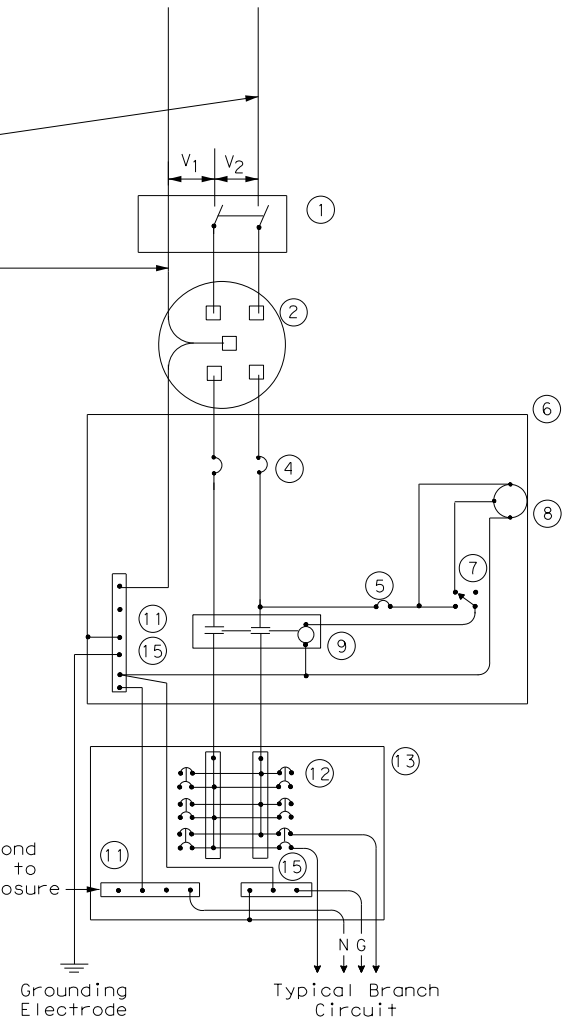 V1
V2
1
2
6
4
8
7
5
11
15
9
13
12
ond
to
osure
11
15
N G
Grounding
Electrode
Typical Branch
Circuit